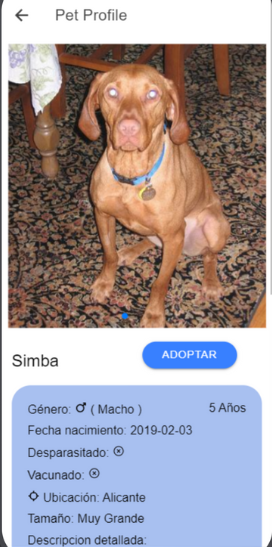 Pet Profile
Simba
ADOPTAR
Género: ♂ ( Macho ) 5 Años
Fecha nacimiento: 2019-02-03
Desparasitado: ⊗
Vacunado: ⊗
Ubicación: Alicante
Tamaño: Muy Grande
Descripcion detallada: